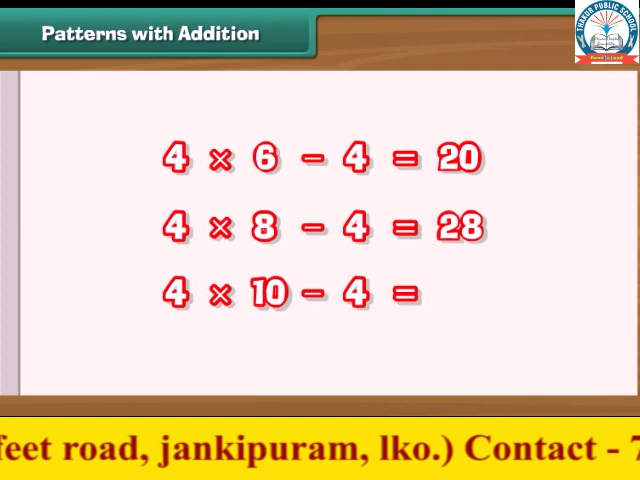 Patterns with Addition
THAKUR PUBLIC SCHOOL
4 × 6 − 4 = 20
4 × 8 − 4 = 28
4 × 10 − 4 =
feet road, jankipuram, lko.) Contact - 7